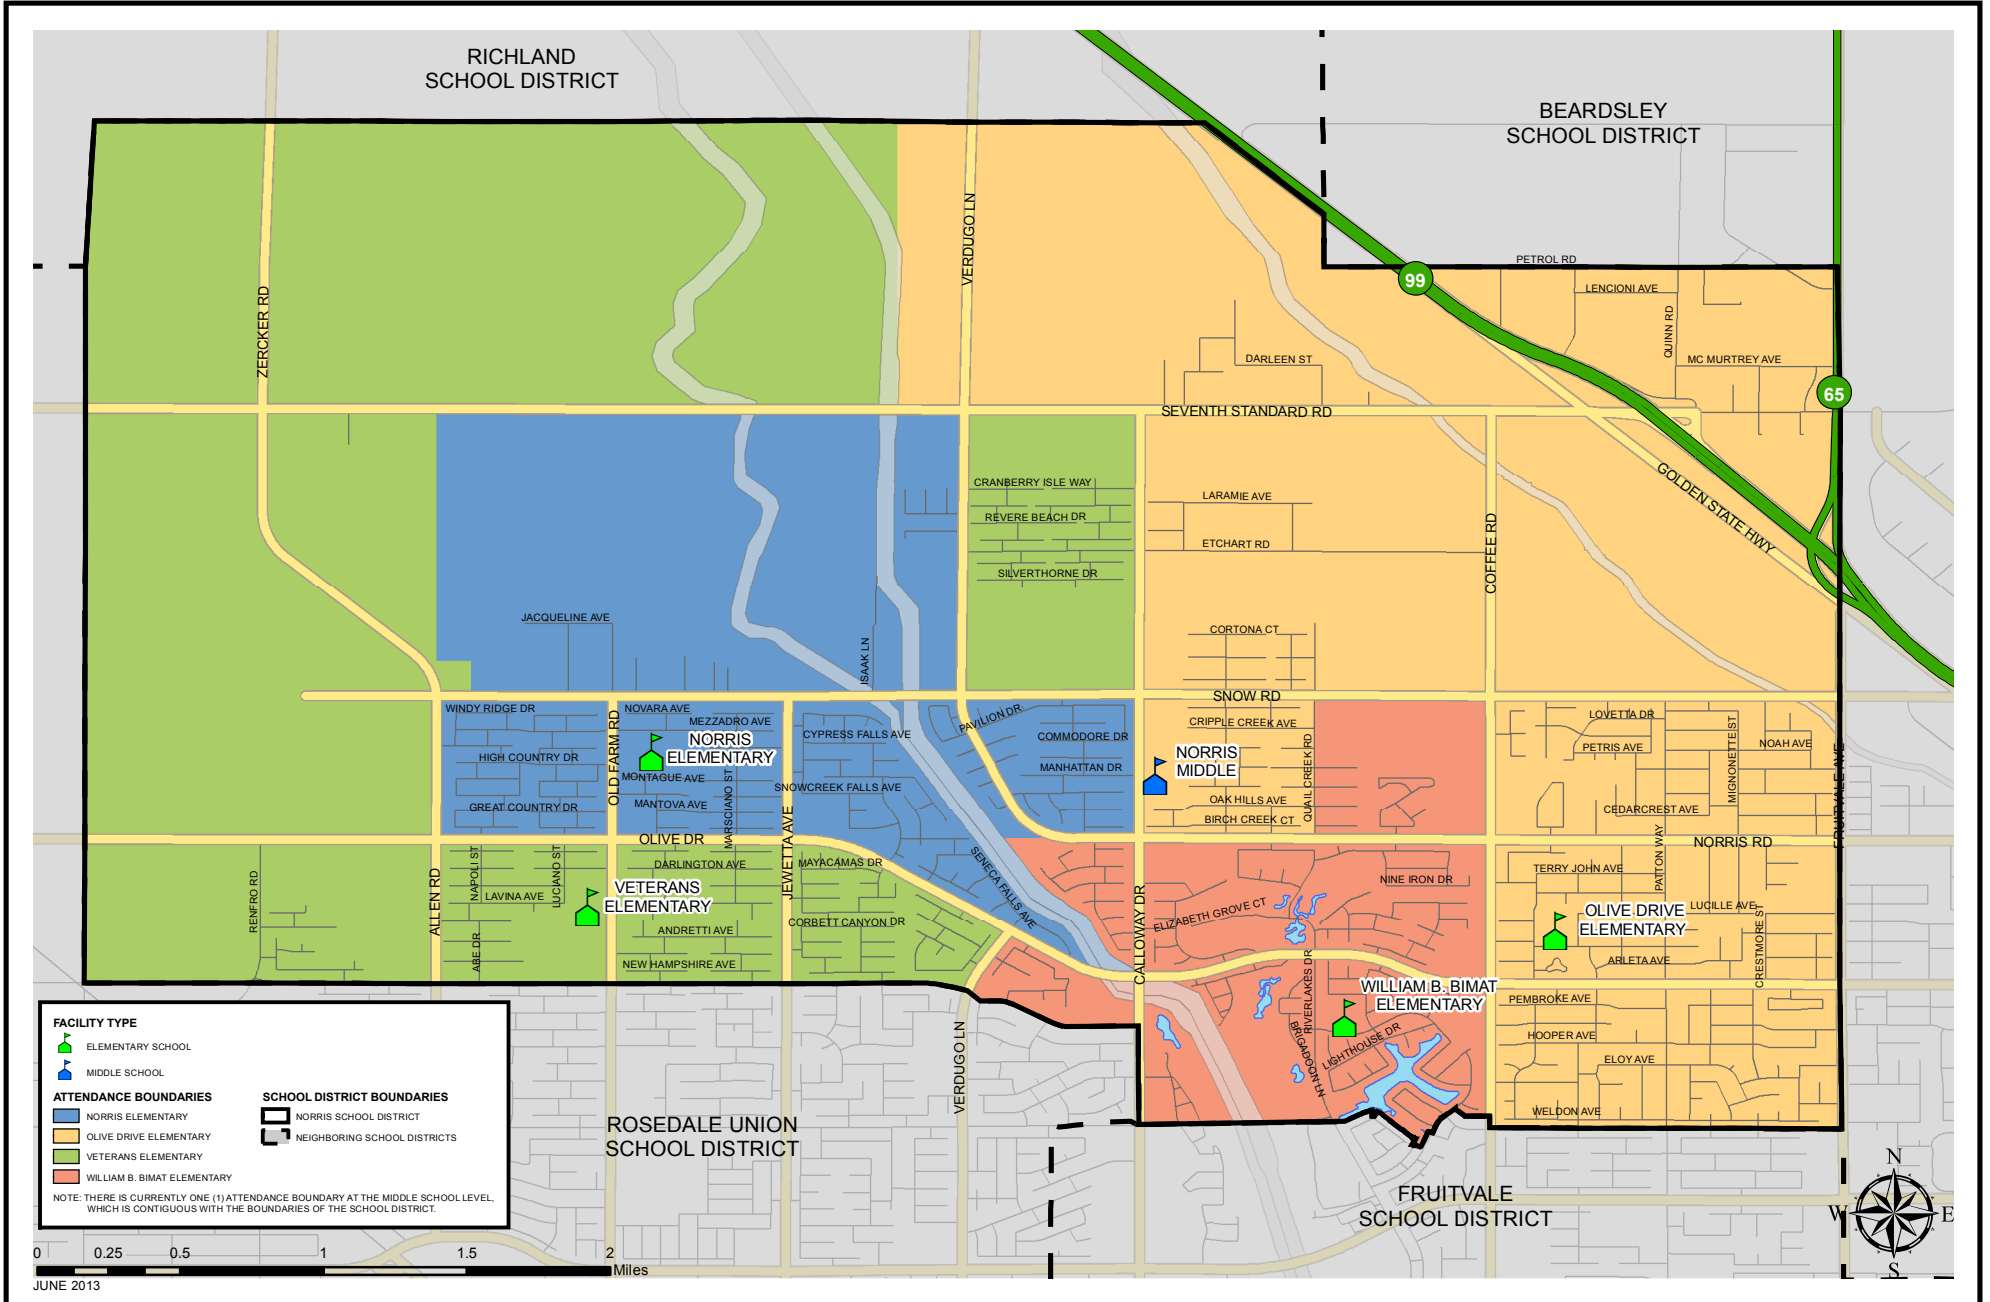 RICHLAND
SCHOOL DISTRICT
BEARDSLEY
SCHOOL DISTRICT
VERDUGO LN
ZERCKER RD
PETROL RD
99
LENCIONI AVE
QUINN RD
DARLEEN ST
MC MURTREY AVE
65
SEVENTH STANDARD RD
CRANBERRY ISLE WAY
LARAMIE AVE
GOLDEN STATE HWY
REVERE BEACH DR
ETCHART RD
COFFEE RD
SILVERTHORNE DR
JACQUELINE AVE
ISAAK LN
CORTONA CT
SNOW RD
WINDY RIDGE DR
OLD FARM RD
NOVARA AVE
MEZZADRO AVE
NORRIS
ELEMENTARY
CYPRESS FALLS AVE
PAVILION DR
COMMODORE DR
CRIPPLE CREEK AVE
QUAIL CREEK RD
LOVETTA DR
PETRIS AVE
MIGNONETTE ST
NOAH AVE
FRUITVALE AVE
HIGH COUNTRY DR
MONTAGUE AVE
MARSCIANO ST
MANHATTAN DR
NORRIS
MIDDLE
SNOWCREEK FALLS AVE
GREAT COUNTRY DR
MANTOVA AVE
JEWETTA AVE
OAK HILLS AVE
BIRCH CREEK CT
CEDARCREST AVE
OLIVE DR
NORRIS RD
PATTON WAY
DARLINGTON AVE
MAYACAMAS DR
SENECA FALLS AVE
TERRY JOHN AVE
RENFRO RD
ALLEN RD
NAPOLI ST
LAVINA AVE
LUCIANO ST
VETERANS
ELEMENTARY
NINE IRON DR
CALLOWAY DR
ELIZABETH GROVE CT
OLIVE DRIVE
ELEMENTARY
LUCILLE AVE
CRESTMORE ST
CORBETT CANYON DR
ANDRETTI AVE
ABE DR
NEW HAMPSHIRE AVE
ARLETA AVE
RIVERLAKES DR
WILLIAM B. BIMAT
ELEMENTARY
PEMBROKE AVE
BRIGADOON LN
LIGHTHOUSE DR
HOOPER AVE
ELOY AVE
WELDON AVE
VERDUGO LN
ROSEDALE UNION
SCHOOL DISTRICT
FRUITVALE
SCHOOL DISTRICT
FACILITY TYPE
ELEMENTARY SCHOOL
MIDDLE SCHOOL
ATTENDANCE BOUNDARIES
NORRIS ELEMENTARY
OLIVE DRIVE ELEMENTARY
VETERANS ELEMENTARY
WILLIAM B. BIMAT ELEMENTARY
SCHOOL DISTRICT BOUNDARIES
NORRIS SCHOOL DISTRICT
NEIGHBORING SCHOOL DISTRICTS
NOTE: THERE IS CURRENTLY ONE (1) ATTENDANCE BOUNDARY AT THE MIDDLE SCHOOL LEVEL,
WHICH IS CONTIGUOUS WITH THE BOUNDARIES OF THE SCHOOL DISTRICT.
N
W
E
S
0 0.25 0.5 1 1.5 2
Miles
JUNE 2013